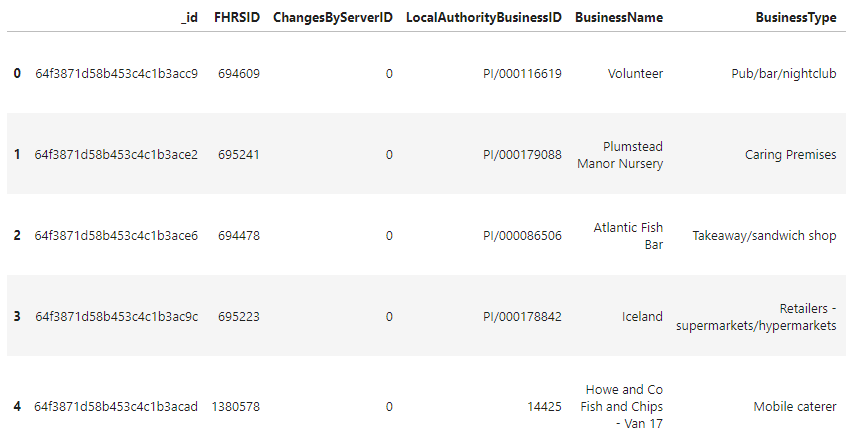 _id FHRSID ChangesByServerID LocalAuthorityBusinessID BusinessName BusinessType
0 64f3871d58b453c4c1b3acc9 694609 0 PI/000116619 Volunteer Pub/bar/nightclub
1 64f3871d58b453c4c1b3ace2 695241 0 PI/000179088 Plumstead
Manor Nursery Caring Premises
2 64f3871d58b453c4c1b3ace6 694478 0 PI/000086506 Atlantic Fish
Bar Takeaway/sandwich shop
3 64f3871d58b453c4c1b3ac9c 695223 0 PI/000178842 Iceland Retailers -
supermarkets/hypermarkets
4 64f3871d58b453c4c1b3acad 1380578 0 14425 Howe and Co
Fish and Chips
- Van 17 Mobile caterer